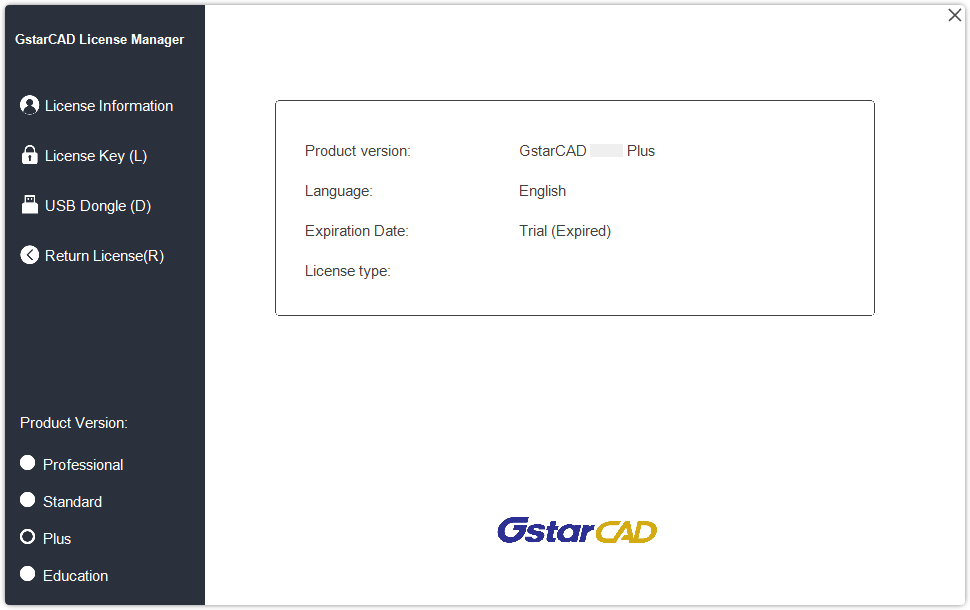 GstarCAD License Manager
License Information
License Key (L)
USB Dongle (D)
Return License(R)
Product Version:
Professional
Standard
Plus
Education
Product version: GstarCAD Plus
Language: English
Expiration Date: Trial (Expired)
License type:
GstarCAD